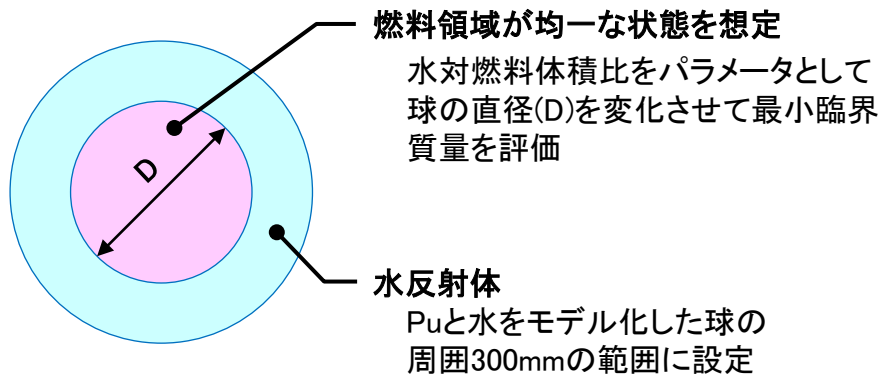 燃料領域が均一な状態を想定
水対燃料体積比をパラメータとして
球の直径(D)を変化させて最小臨界
質量を評価
D
水反射体
Puと水をモデル化した球の
周囲300mmの範囲に設定